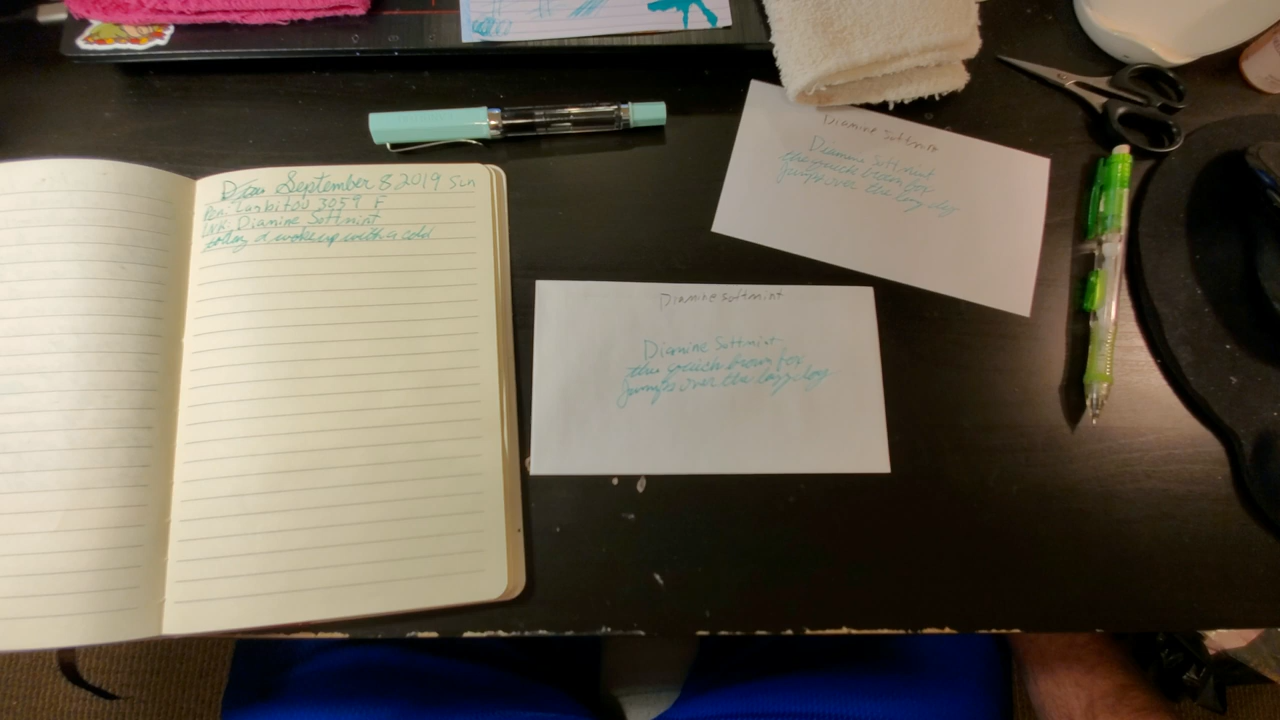 September 8 2019 Sun
Pen: Lanbitou 3059 F
Ink: Diamine Softmint
today I woke up with a cold
Diamine Softmint
Diamine Softmint
the quick brown fox
jumps over the lazy dog
Diamine Softmint
Diamine Softmint
the quick brown fox
jumps over the lazy dog